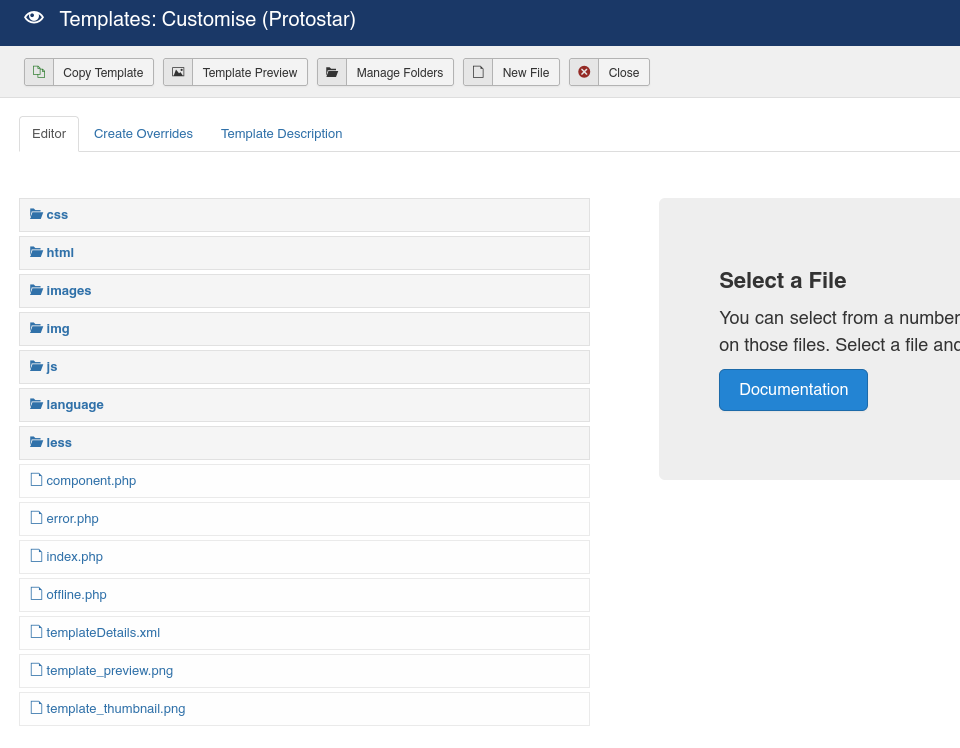 Templates: Customise (Protostar)
Copy Template
Template Preview
Manage Folders
New File
Close
Editor
Create Overrides
Template Description
css
html
images
img
js
language
less
component.php
error.php
index.php
offline.php
templateDetails.xml
template_preview.png
template_thumbnail.png
Select a File
You can select from a number
on those files. Select a file and
Documentation